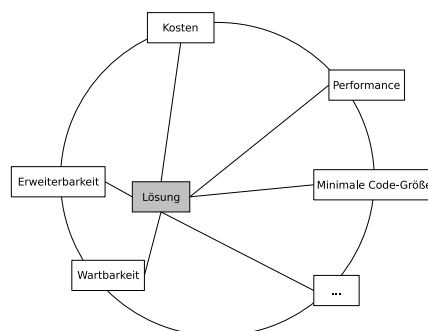 Kosten
Performance
Erweiterbarkeit
Minimale Code-Größe
Lösung
Wartbarkeit
...